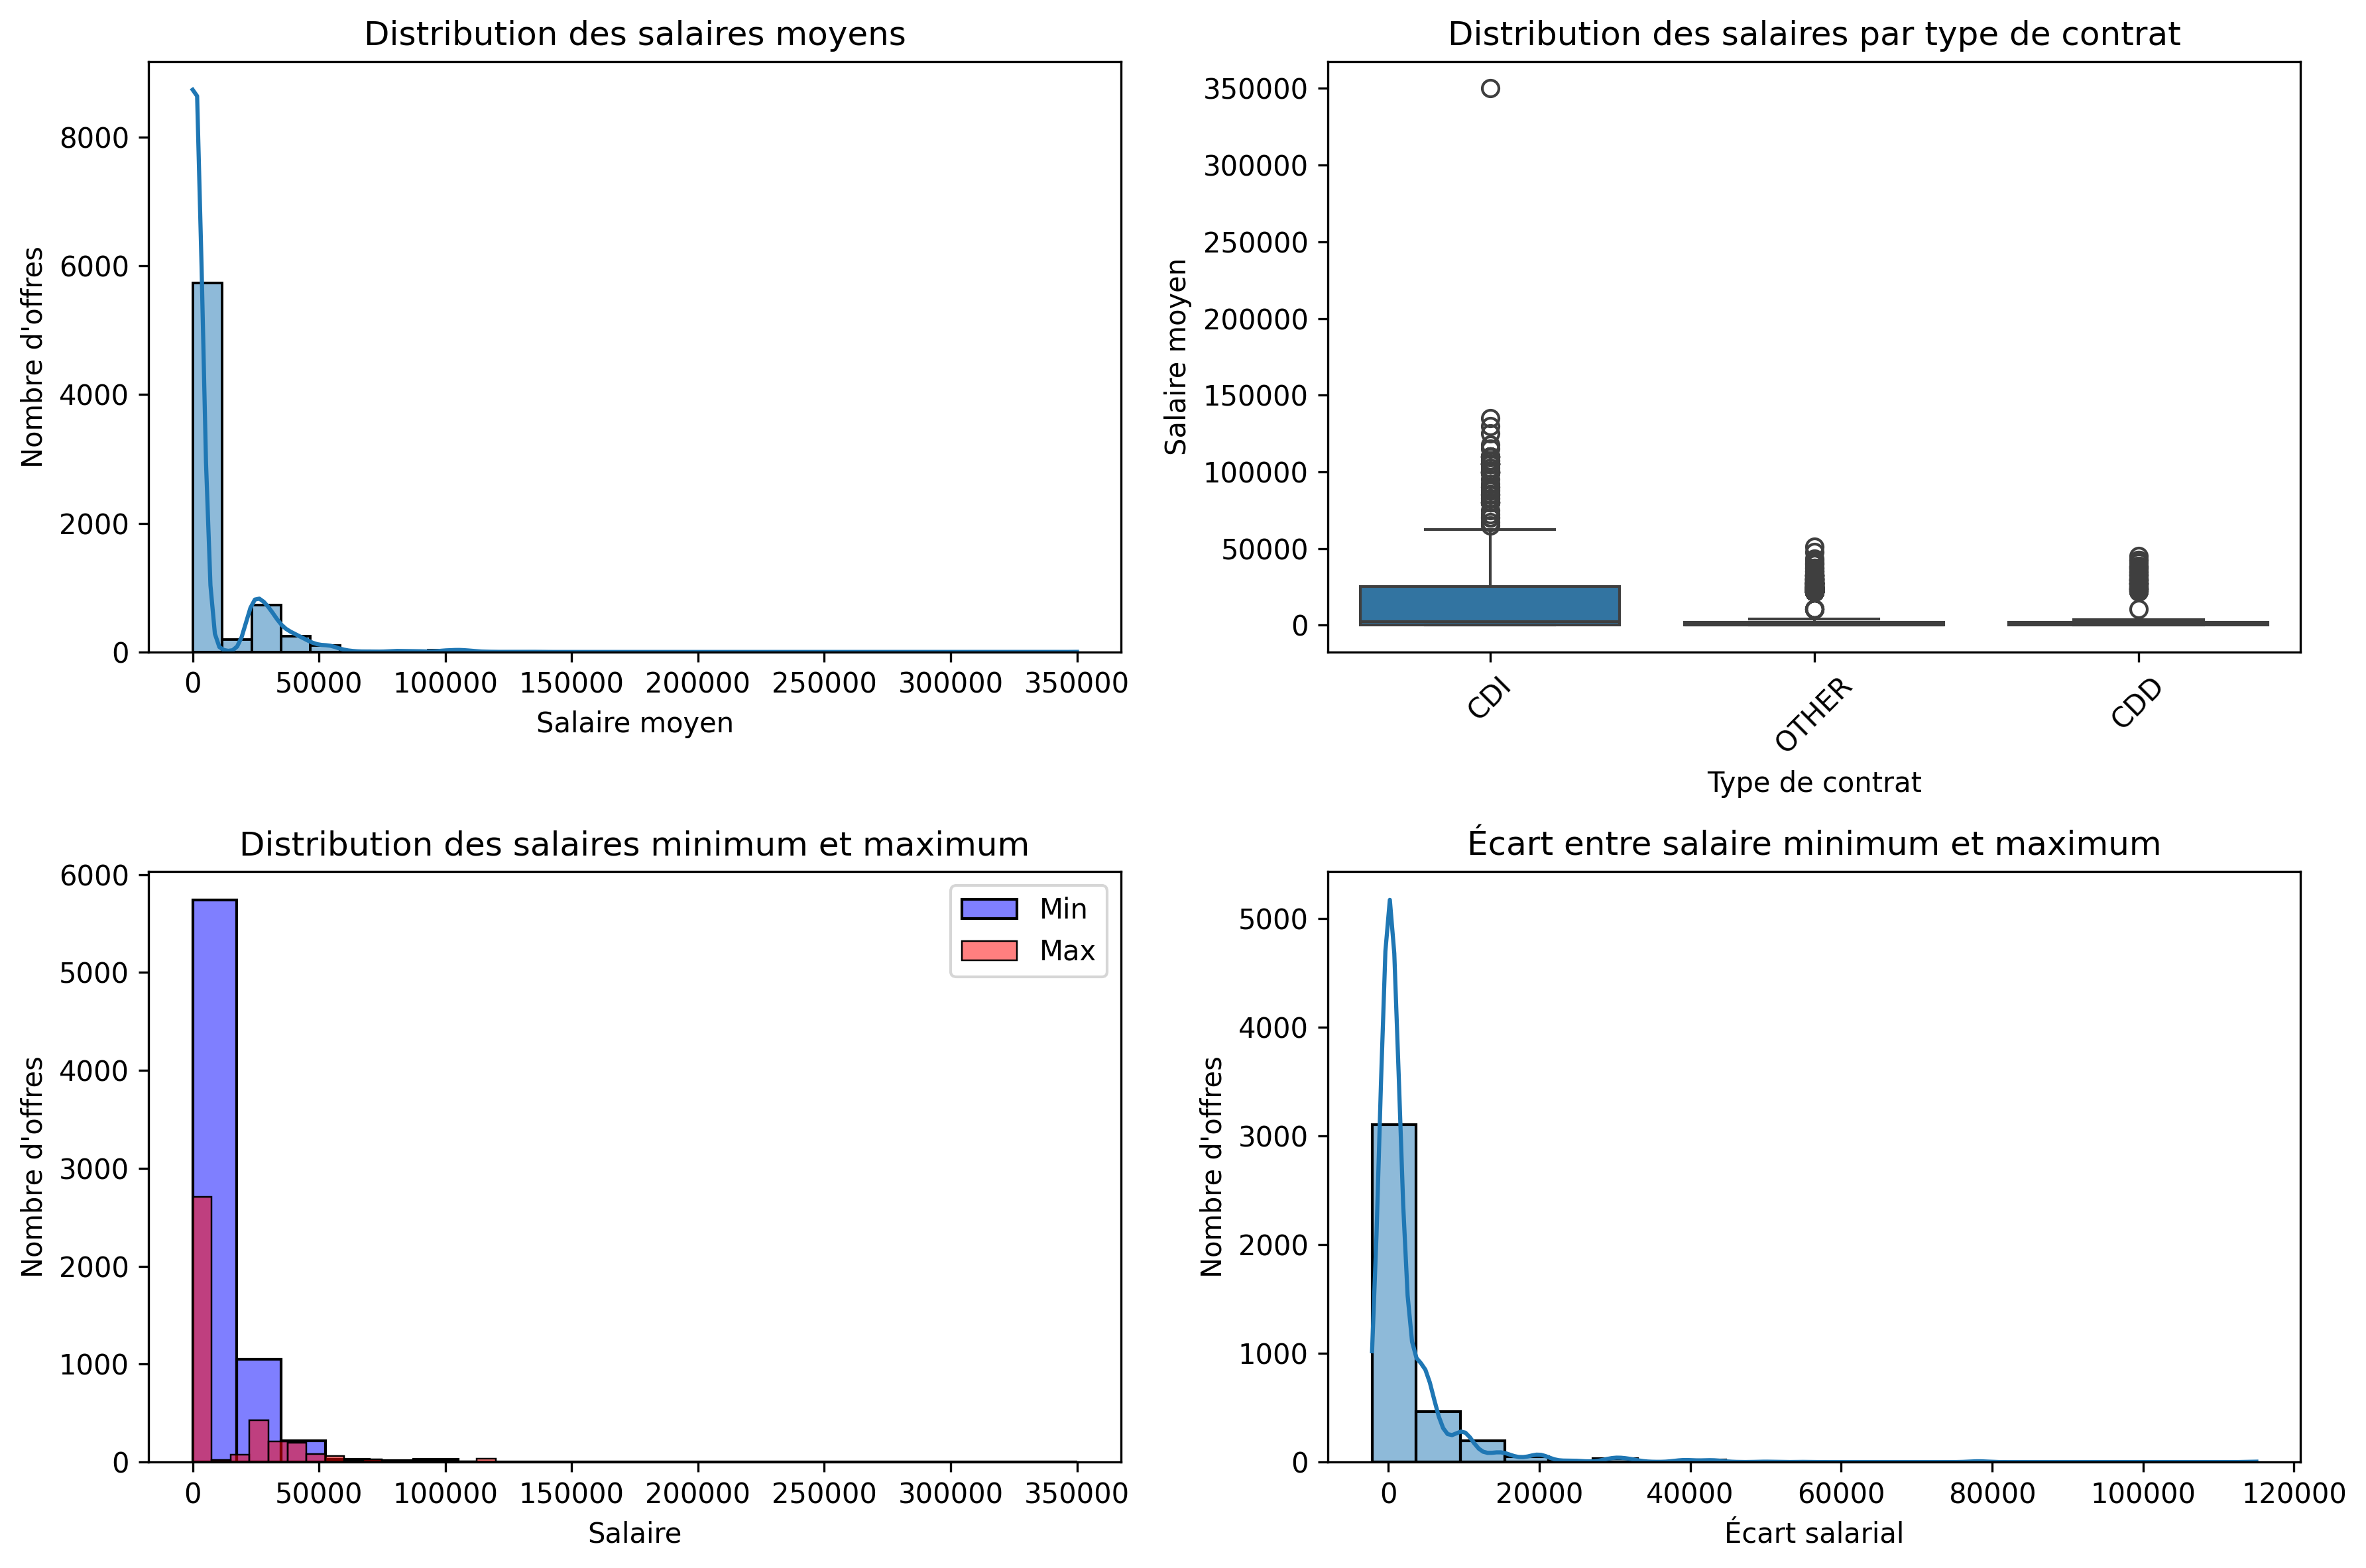 Distribution des salaires moyens
Nombre d'offres
8000
6000
4000
2000
0
0 50000 100000 150000 200000 250000 300000 350000
Salaire moyen
Distribution des salaires par type de contrat
Salaire moyen
350000
300000
250000
200000
150000
100000
50000
0
CDI OTHER CDD
Type de contrat
Distribution des salaires minimum et maximum
Nombre d'offres
6000
5000
4000
3000
2000
1000
0
Min
Max
0 50000 100000 150000 200000 250000 300000 350000
Salaire
Écart entre salaire minimum et maximum
Nombre d'offres
5000
4000
3000
2000
1000
0
0 20000 40000 60000 80000 100000 120000
Écart salarial